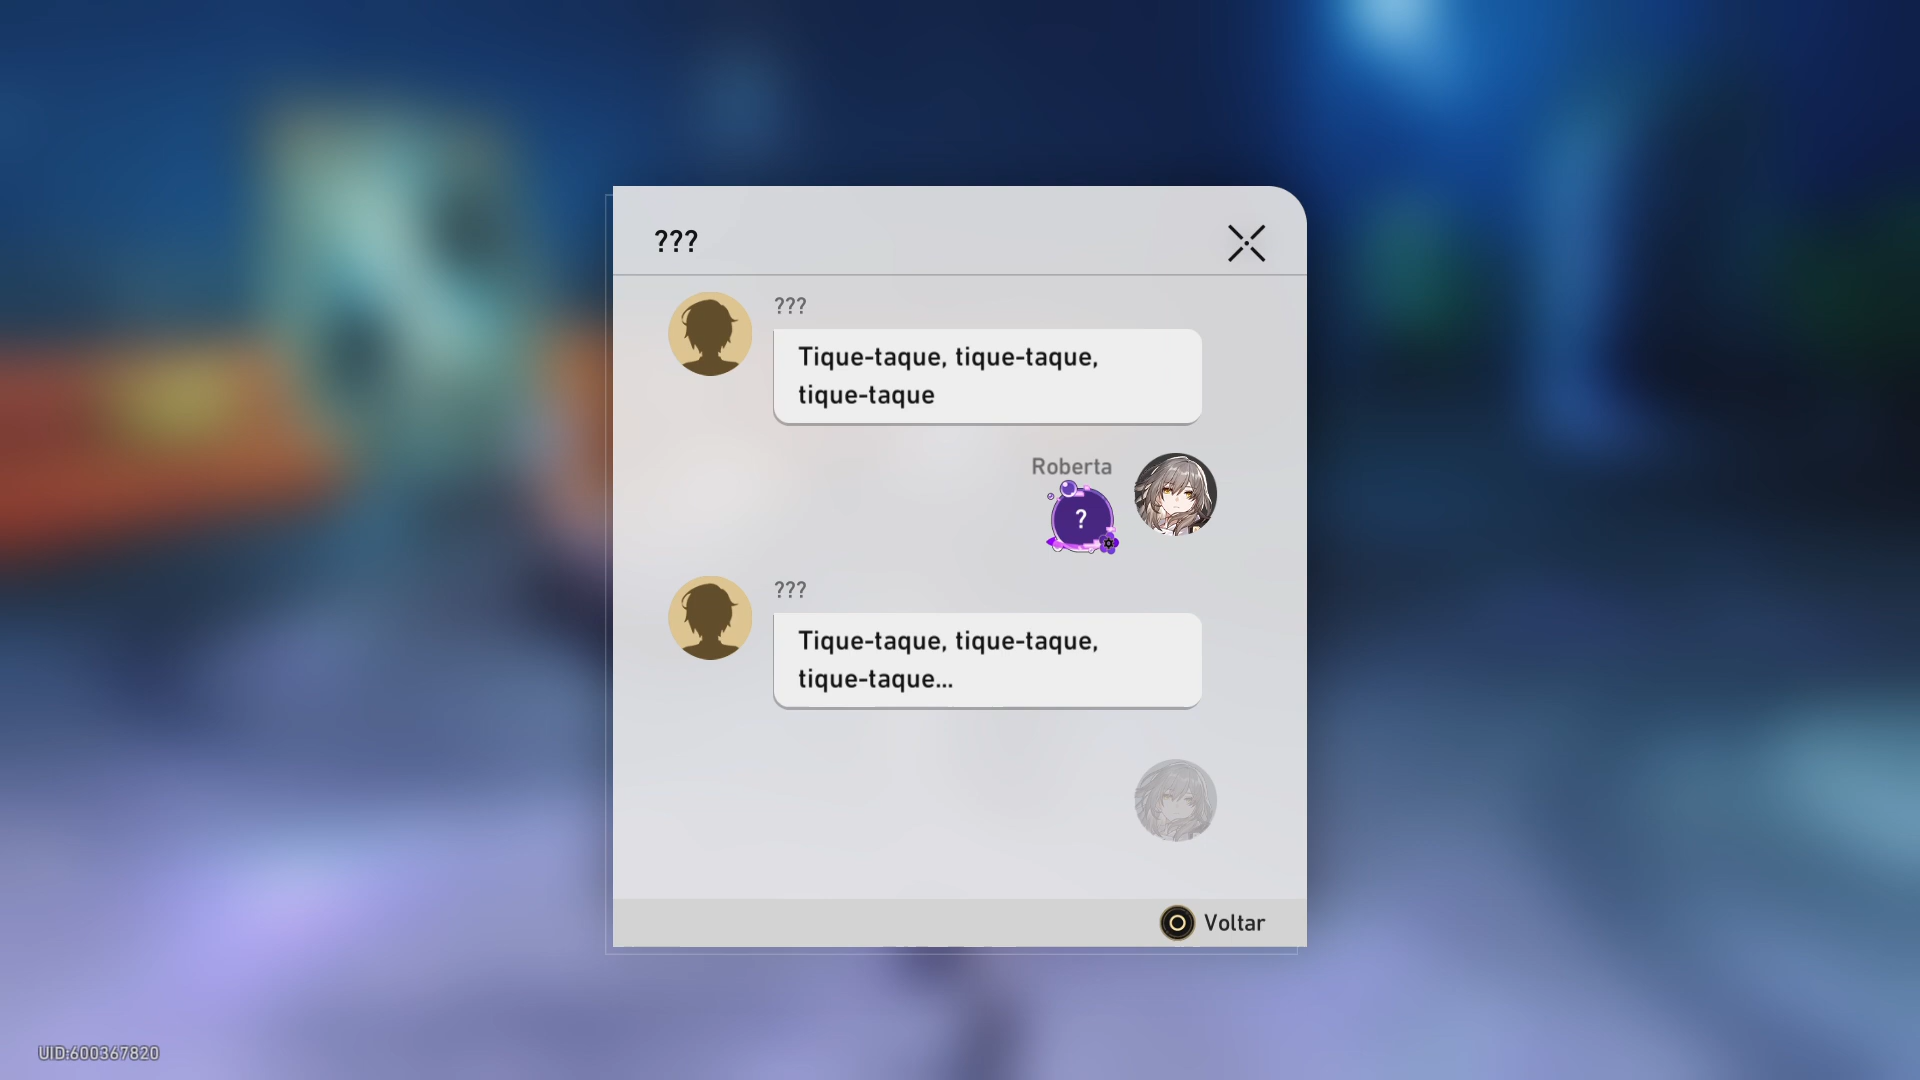 ???
???
Tique-taque, tique-taque,
tique-taque
Roberta
?
???
Tique-taque, tique-taque,
tique-taque...
Voltar
UID:600367820